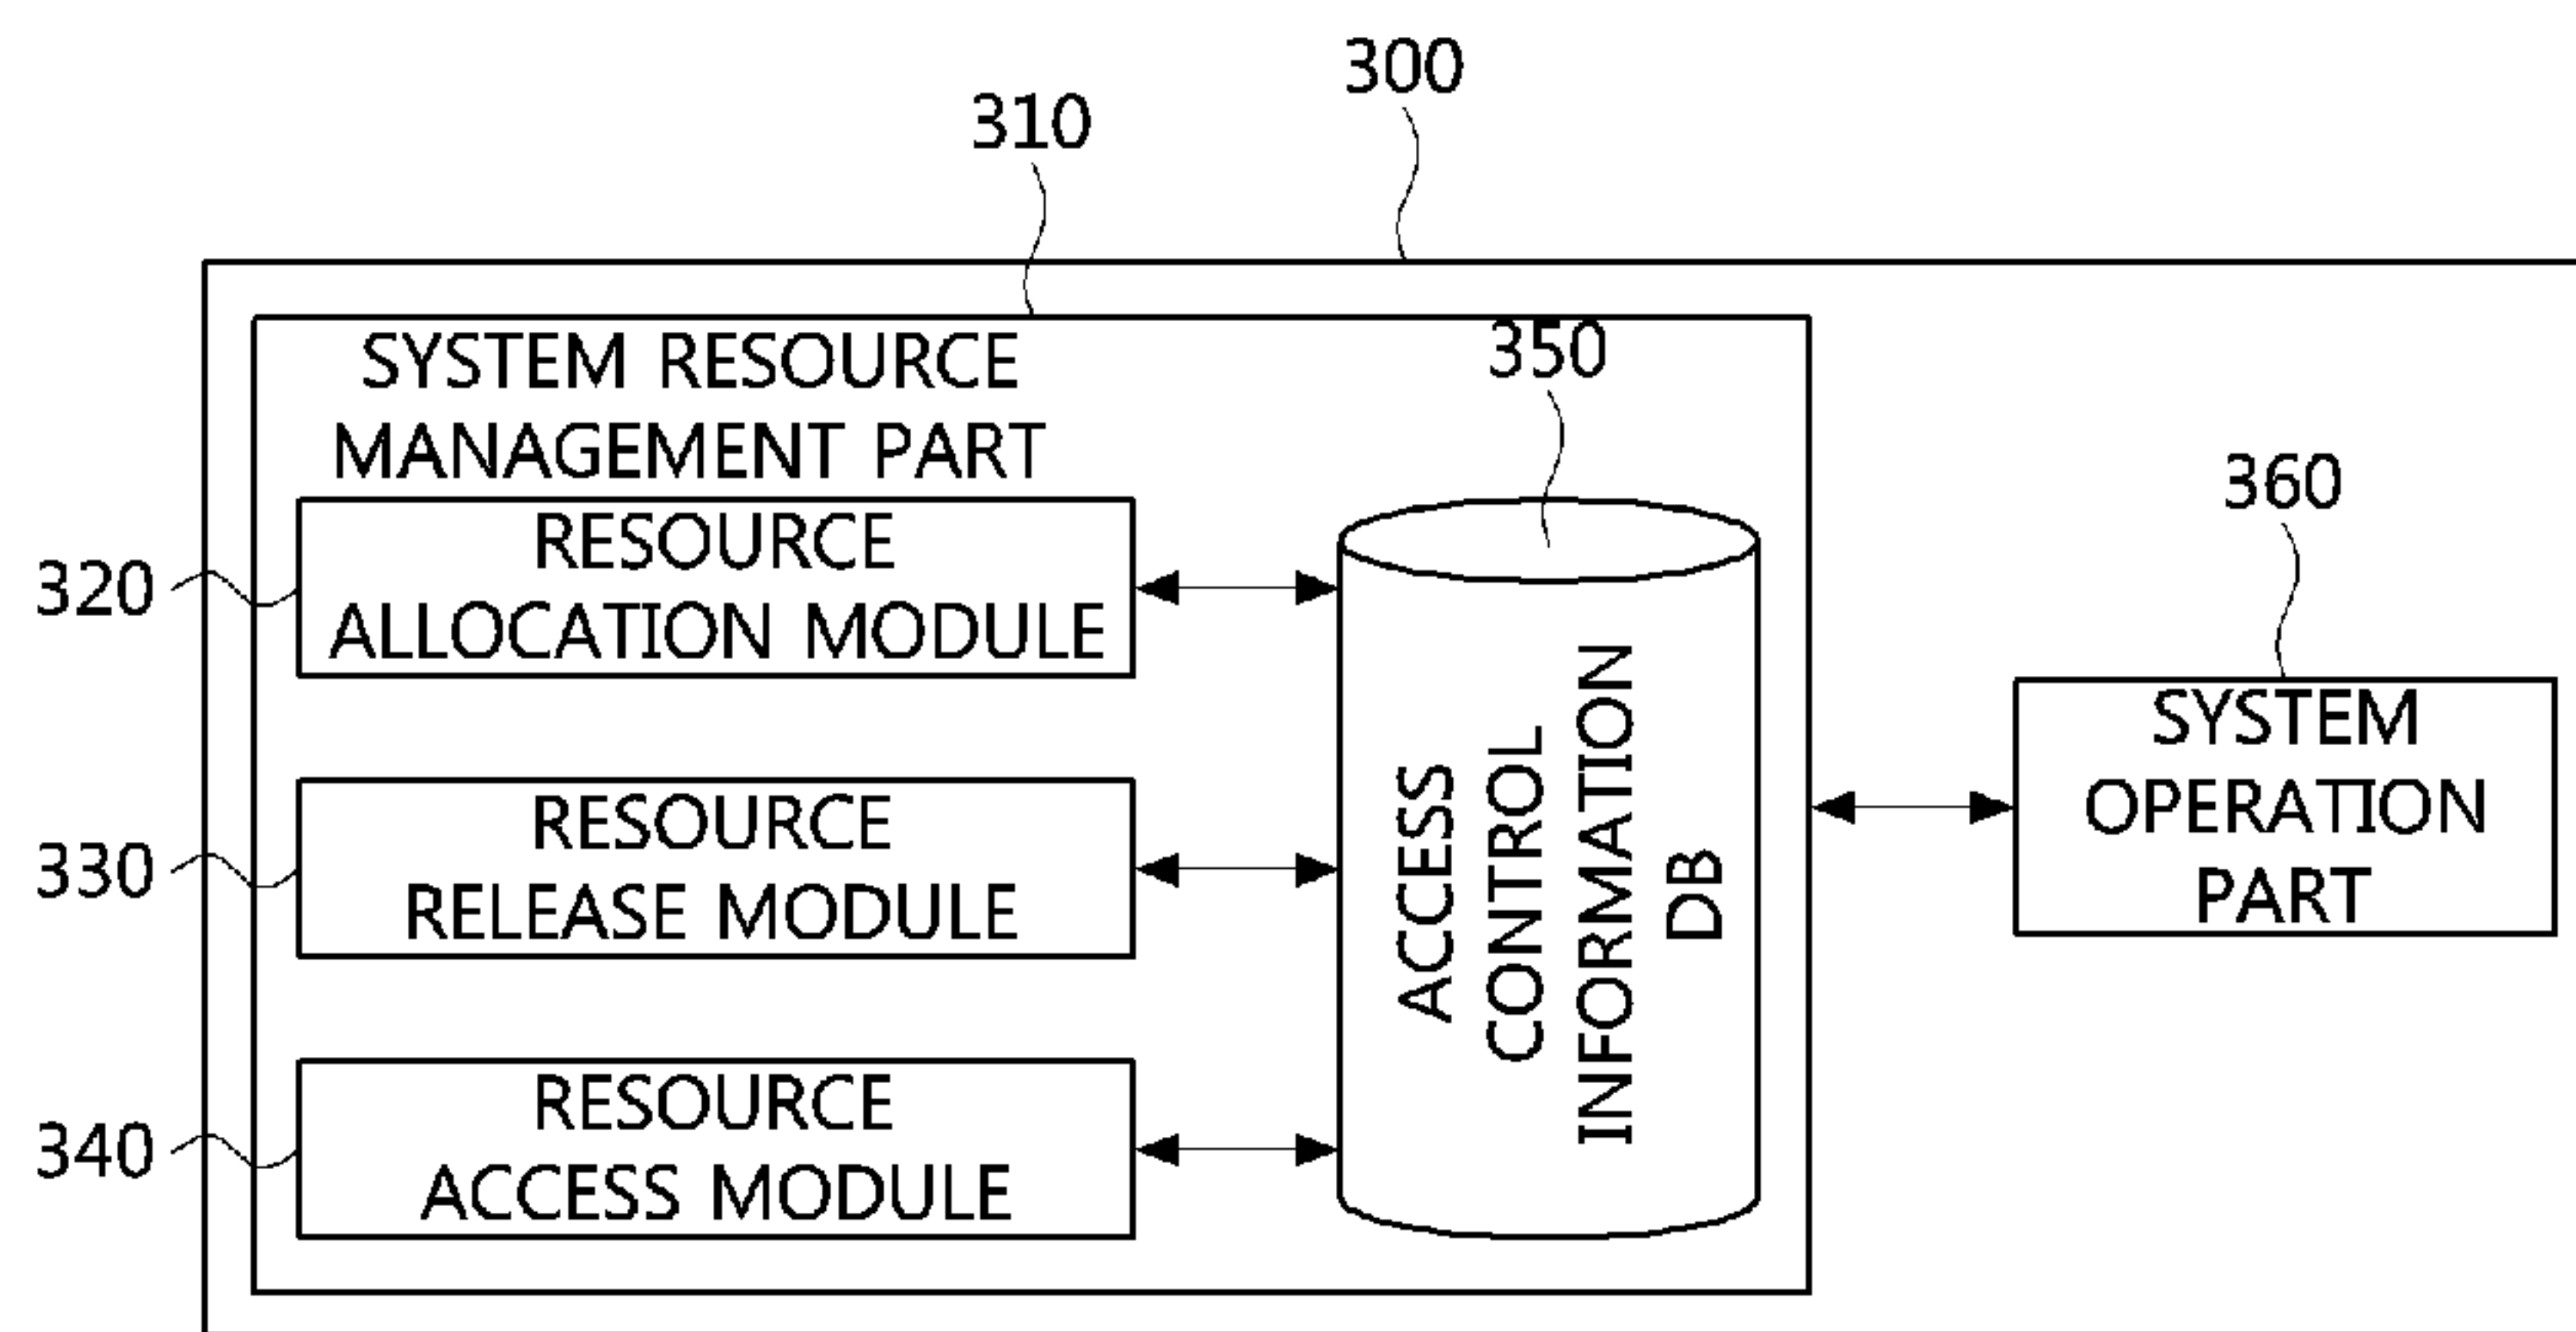 300
310
SYSTEM RESOURCE
MANAGEMENT PART
350
360
320
RESOURCE
ALLOCATION MODULE
330
RESOURCE
RELEASE MODULE
340
RESOURCE
ACCESS MODULE
ACCESS
CONTROL
INFORMATION
DB
SYSTEM
OPERATION
PART